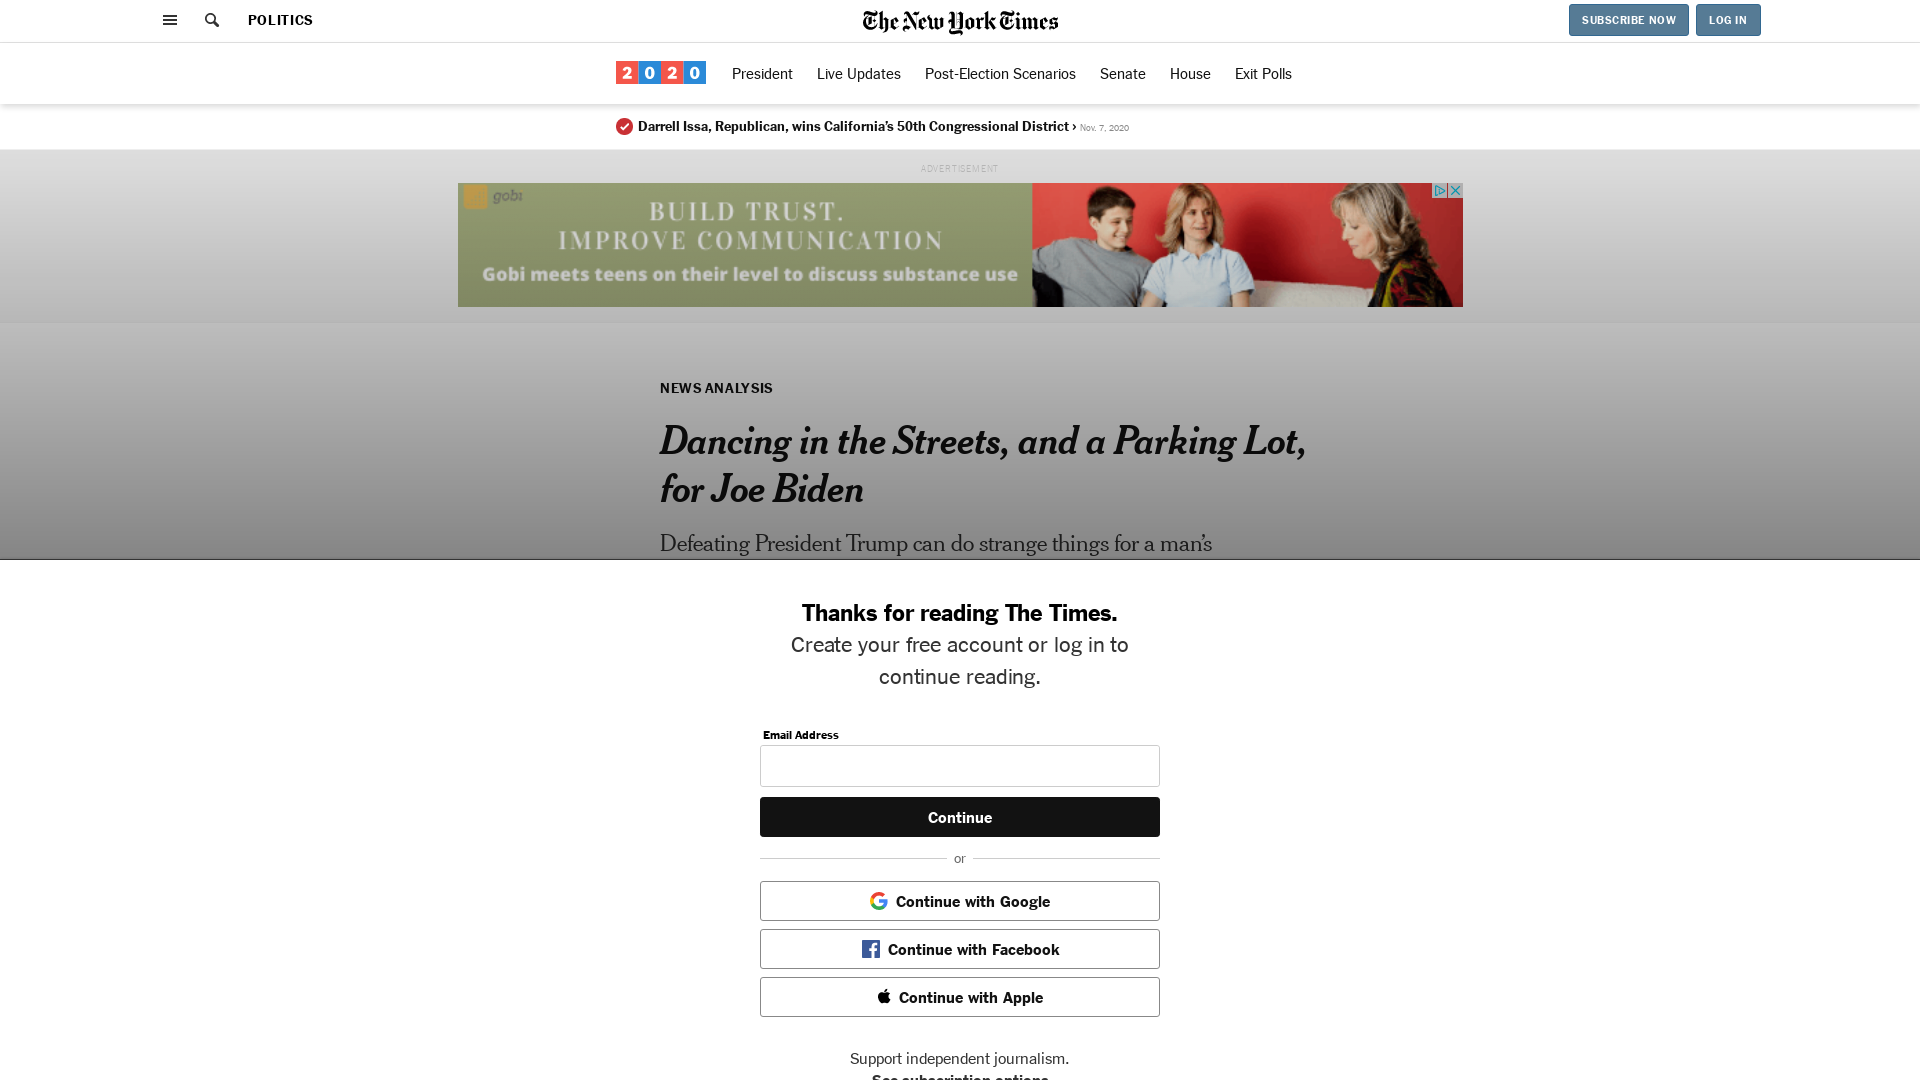 POLITICS
The New York Times
SUBSCRIBE NOW
LOG IN
2020
President
Live Updates
Post-Election Scenarios
Senate
House
Exit Polls
Darrell Issa, Republican, wins California’s 50th Congressional District › Nov. 7, 2020
ADVERTISEMENT
gobi
BUILD TRUST.
IMPROVE COMMUNICATION
Gobi meets teens on their level to discuss substance use
NEWS ANALYSIS
Dancing in the Streets, and a Parking Lot,
for Joe Biden
Defeating President Trump can do strange things for a man’s
Thanks for reading The Times.
Create your free account or log in to
continue reading.
Email Address
Continue
or
Continue with Google
Continue with Facebook
Continue with Apple
Support independent journalism.
See subscription options